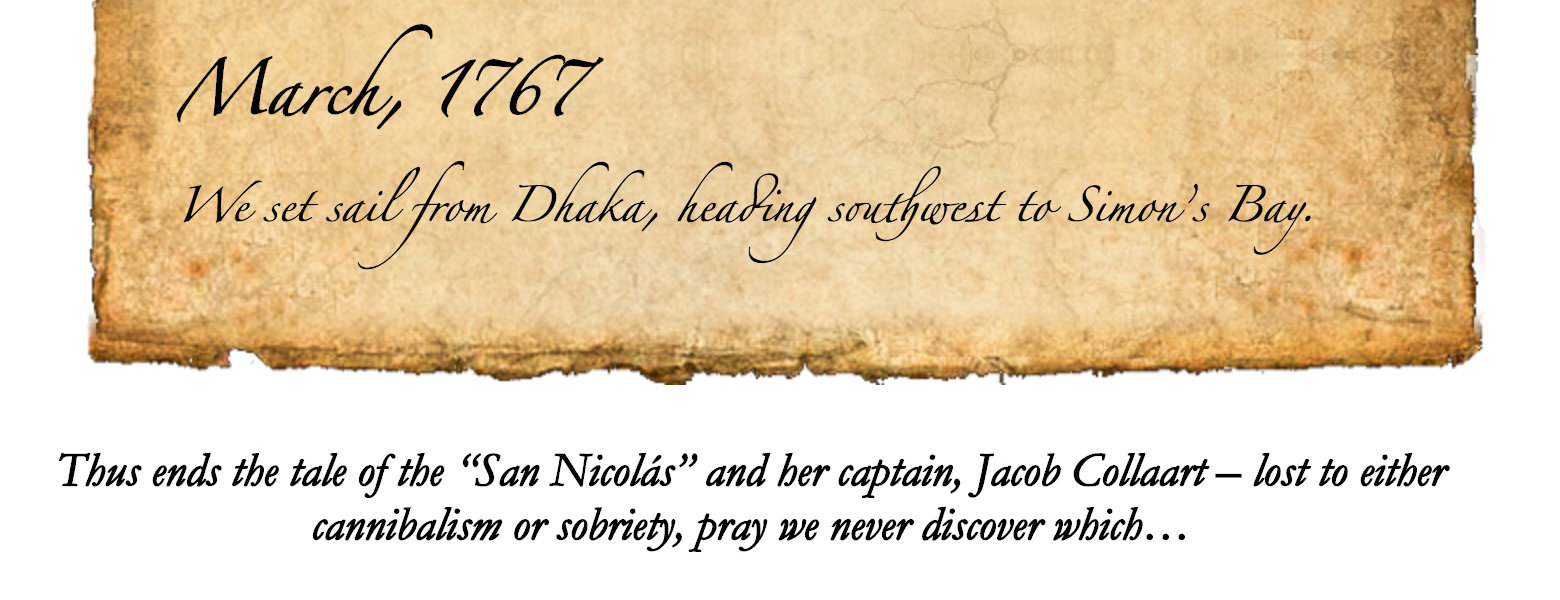 March, 1767
We set sail from Dhaka, heading southwest to Simon’s Bay.
Thus ends the tale of the “San Nicolás” and her captain, Jacob Collaart – lost to either
cannibalism or sobriety, pray we never discover which…